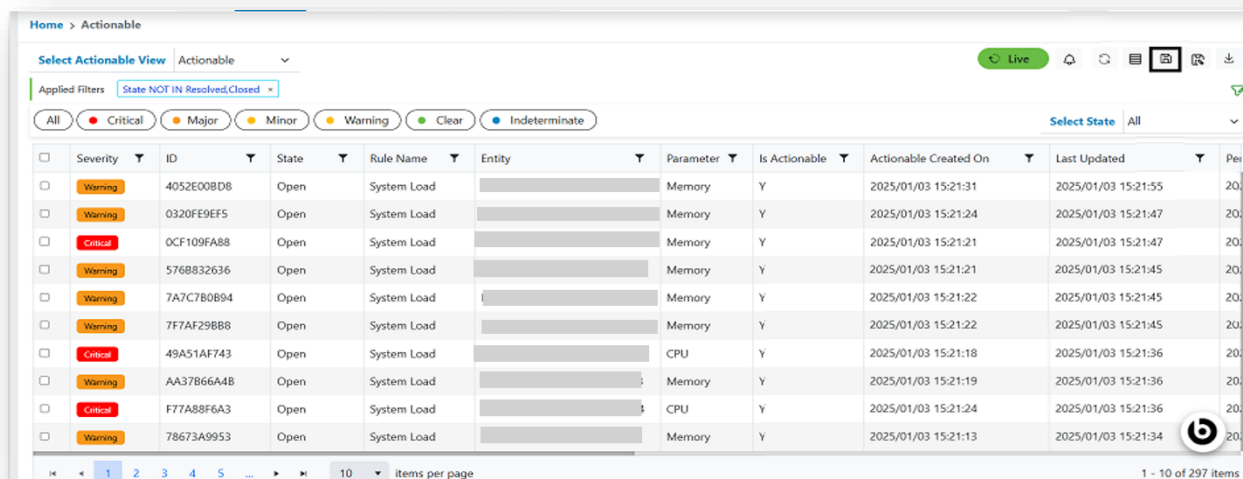 Home > Actionable
Select Actionable View Actionable
Live
Applied Filters State NOT IN Resolved,Closed ×
All Critical Major Minor Warning Clear Indeterminate
Select State All
Severity ID State Rule Name Entity Parameter Is Actionable Actionable Created On Last Updated
Warning 4052E00BD8 Open System Load Memory Y 2025/01/03 15:21:31 2025/01/03 15:21:55
Warning 0320FE9EF5 Open System Load Memory Y 2025/01/03 15:21:24 2025/01/03 15:21:47
Critical 0CF109FA88 Open System Load Memory Y 2025/01/03 15:21:21 2025/01/03 15:21:47
Warning 576B832636 Open System Load Memory Y 2025/01/03 15:21:21 2025/01/03 15:21:45
Warning 7A7C7B0B94 Open System Load Memory Y 2025/01/03 15:21:22 2025/01/03 15:21:45
Warning 7F7AF29BB8 Open System Load Memory Y 2025/01/03 15:21:22 2025/01/03 15:21:45
Critical 49A51AF743 Open System Load CPU Y 2025/01/03 15:21:18 2025/01/03 15:21:36
Warning AA37B66A4B Open System Load Memory Y 2025/01/03 15:21:19 2025/01/03 15:21:36
Critical F77A88F6A3 Open System Load CPU Y 2025/01/03 15:21:24 2025/01/03 15:21:36
Warning 78673A9953 Open System Load Memory Y 2025/01/03 15:21:13 2025/01/03 15:21:34
1 2 3 4 5 ... 10 items per page 1 - 10 of 297 items